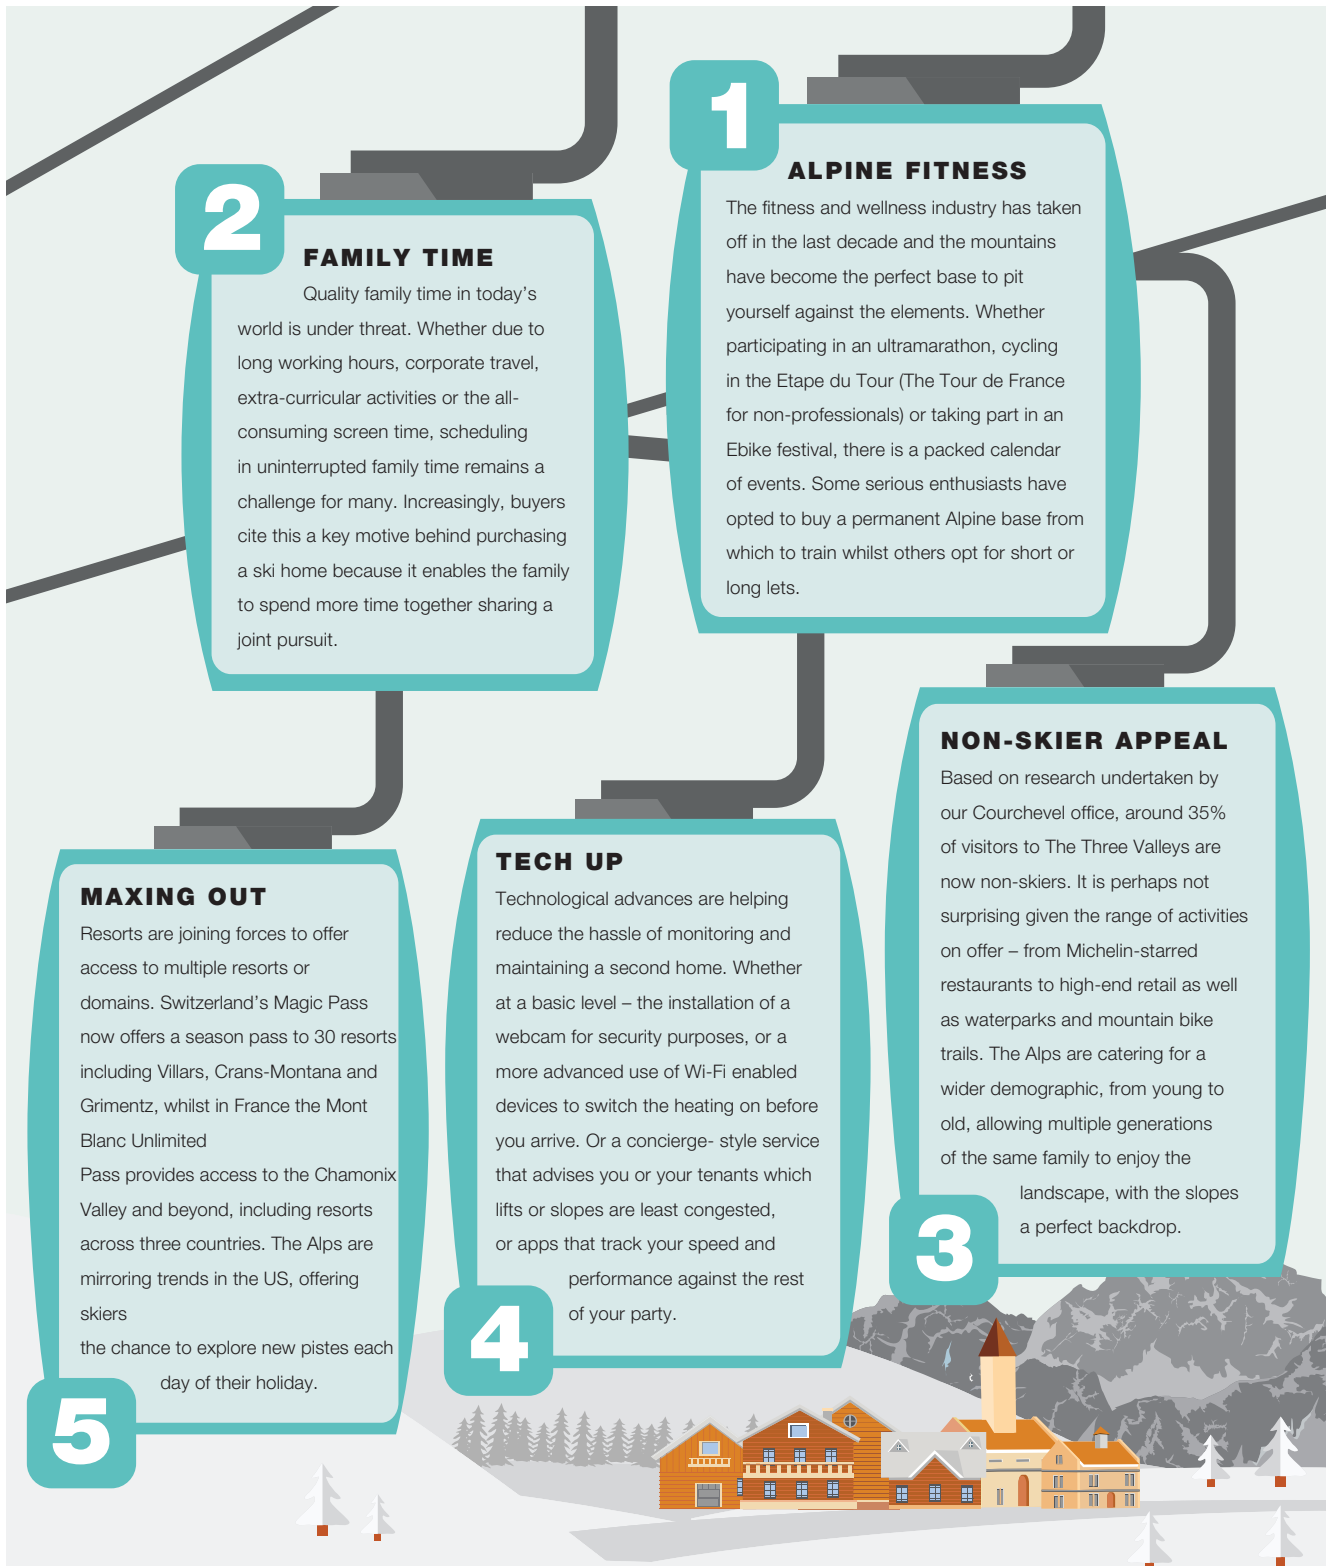 1
ALPINE FITNESS
The fitness and wellness industry has taken
off in the last decade and the mountains
have become the perfect base to pit
yourself against the elements. Whether
participating in an ultramarathon, cycling
in the Etape du Tour (The Tour de France
for non-professionals) or taking part in an
Ebike festival, there is a packed calendar
of events. Some serious enthusiasts have
opted to buy a permanent Alpine base from
which to train whilst others opt for short or
long lets.
2
FAMILY TIME
Quality family time in today’s
world is under threat. Whether due to
long working hours, corporate travel,
extra-curricular activities or the all-
consuming screen time, scheduling
in uninterrupted family time remains a
challenge for many. Increasingly, buyers
cite this a key motive behind purchasing
a ski home because it enables the family
to spend more time together sharing a
joint pursuit.
NON-SKIER APPEAL
Based on research undertaken by
our Courchevel office, around 35%
of visitors to The Three Valleys are
now non-skiers. It is perhaps not
surprising given the range of activities
on offer – from Michelin-starred
restaurants to high-end retail as well
as waterparks and mountain bike
trails. The Alps are catering for a
wider demographic, from young to
old, allowing multiple generations
of the same family to enjoy the
landscape, with the slopes
a perfect backdrop.
3
TECH UP
Technological advances are helping
reduce the hassle of monitoring and
maintaining a second home. Whether
at a basic level – the installation of a
webcam for security purposes, or a
more advanced use of Wi-Fi enabled
devices to switch the heating on before
you arrive. Or a concierge- style service
that advises you or your tenants which
lifts or slopes are least congested,
or apps that track your speed and
performance against the rest
of your party.
4
MAXING OUT
Resorts are joining forces to offer
access to multiple resorts or
domains. Switzerland’s Magic Pass
now offers a season pass to 30 resorts
including Villars, Crans-Montana and
Grimentz, whilst in France the Mont
Blanc Unlimited
Pass provides access to the Chamonix
Valley and beyond, including resorts
across three countries. The Alps are
mirroring trends in the US, offering
skiers
the chance to explore new pistes each
day of their holiday.
5